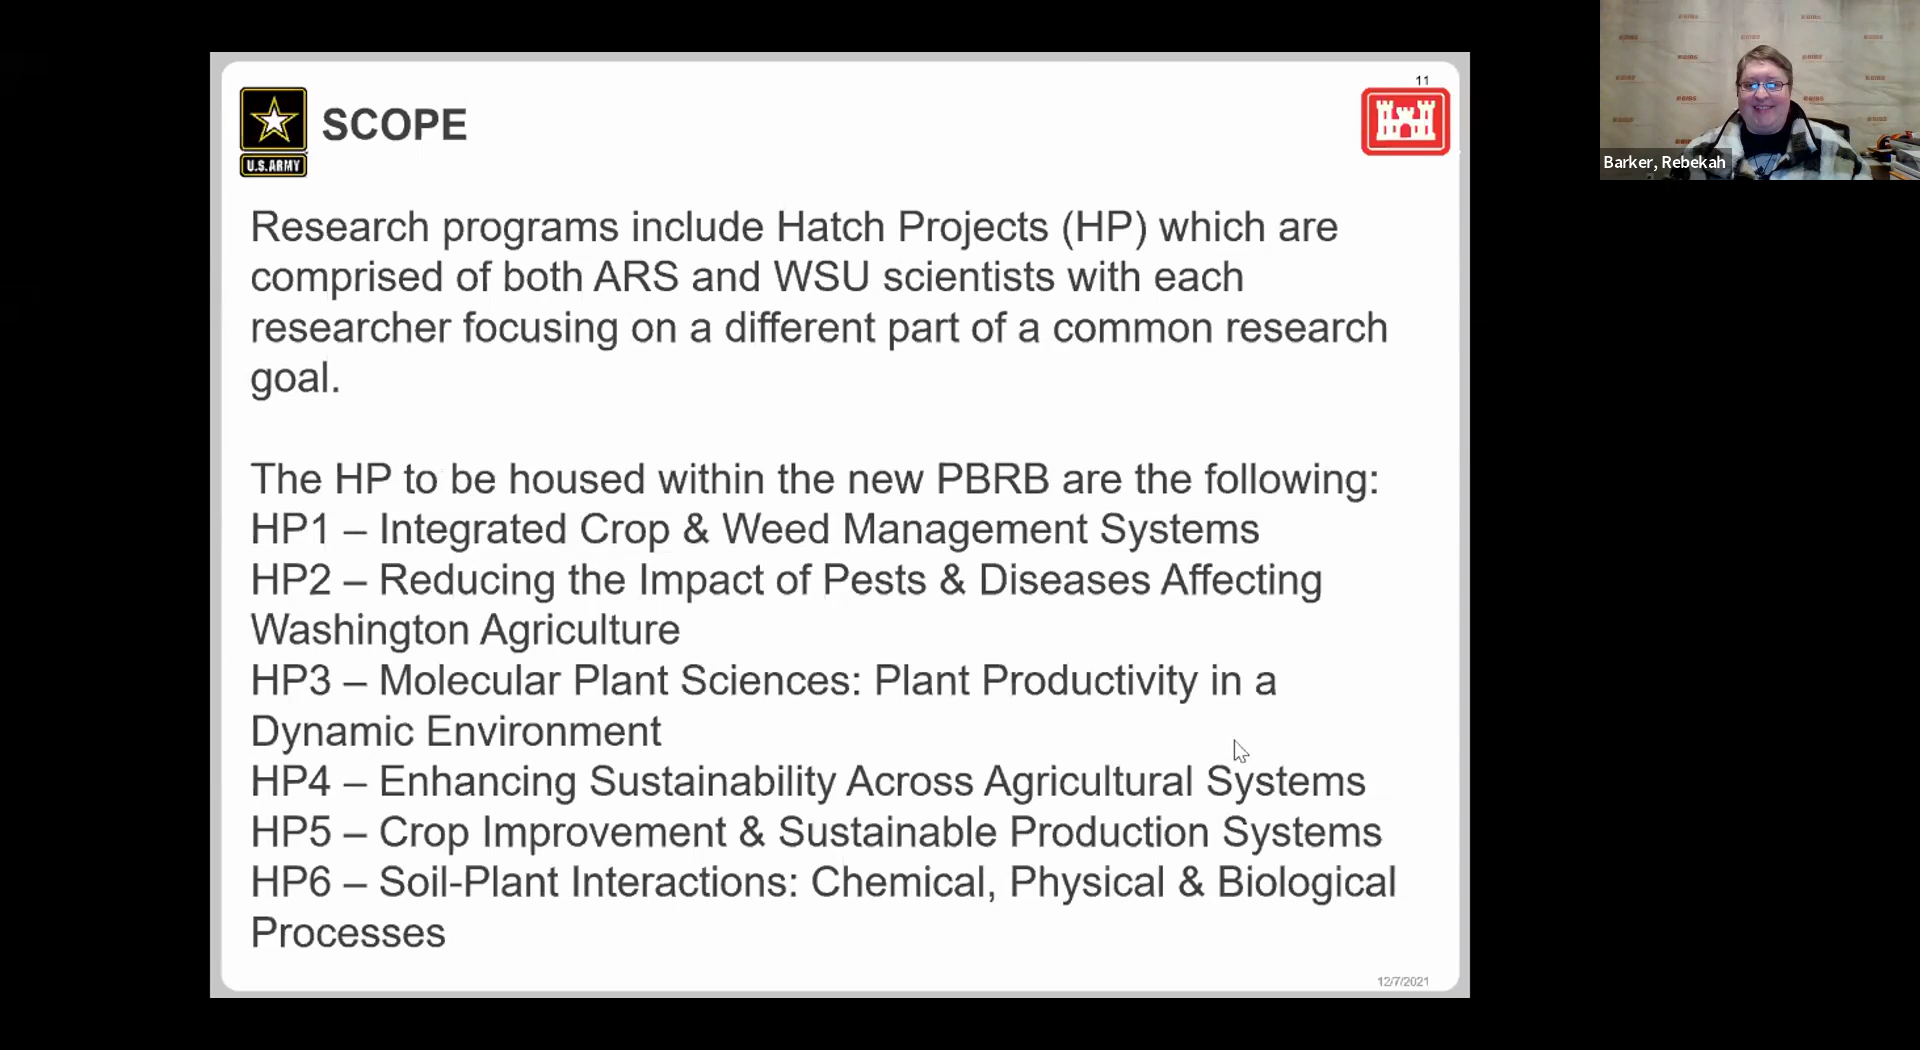 11
SCOPE
U.S.ARMY
Research programs include Hatch Projects (HP) which are
comprised of both ARS and WSU scientists with each
researcher focusing on a different part of a common research
goal.
The HP to be housed within the new PBRB are the following:
HP1 – Integrated Crop & Weed Management Systems
HP2 – Reducing the Impact of Pests & Diseases Affecting
Washington Agriculture
HP3 – Molecular Plant Sciences: Plant Productivity in a
Dynamic Environment
HP4 – Enhancing Sustainability Across Agricultural Systems
HP5 – Crop Improvement & Sustainable Production Systems
HP6 – Soil-Plant Interactions: Chemical, Physical & Biological
Processes
12/7/2021
Barker, Rebekah